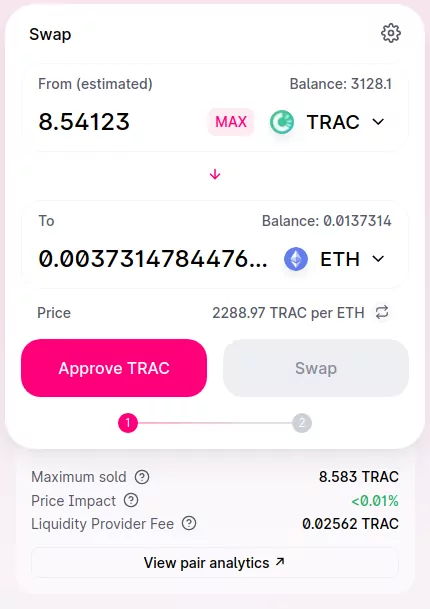 Swap
From (estimated) Balance: 3128.1
8.54123 MAX TRAC
To Balance: 0.0137314
0.0037314784476... ETH
Price 2288.97 TRAC per ETH
Approve TRAC Swap
1 2
Maximum sold ? 8.583 TRAC
Price Impact ? <0.01%
Liquidity Provider Fee ? 0.02562 TRAC
View pair analytics ↗